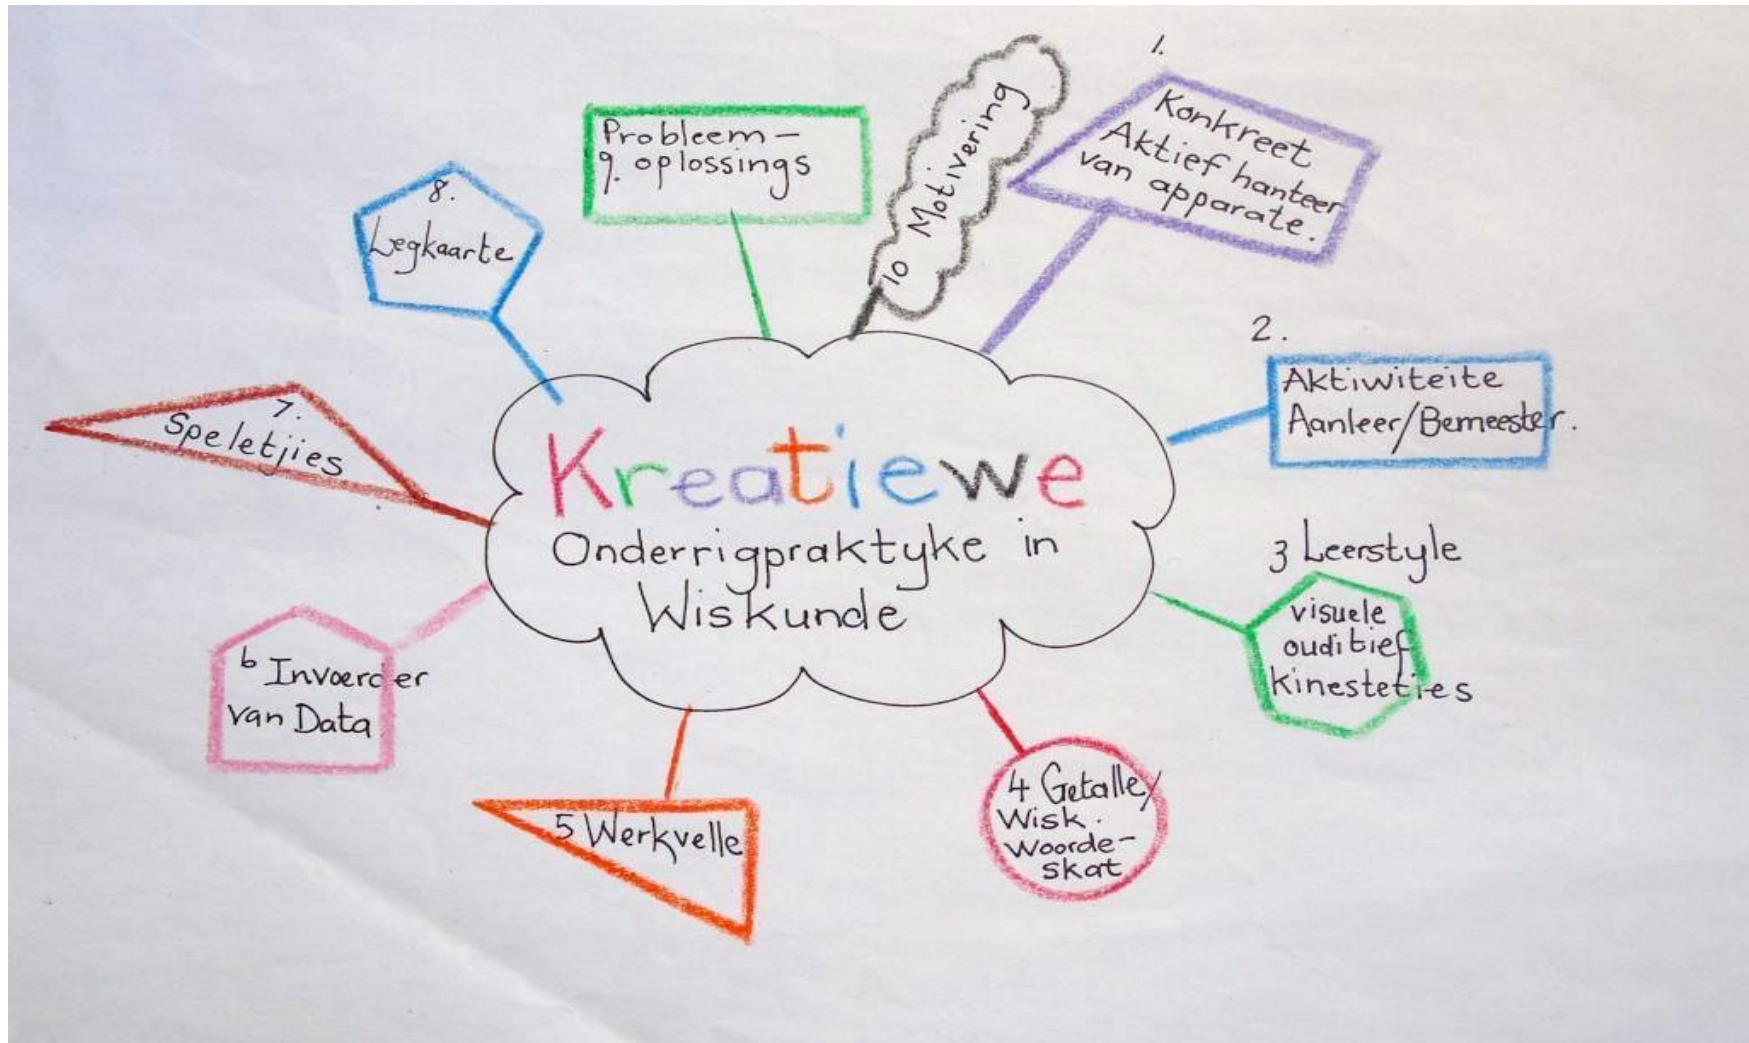 Kreatiewe
Onderrigpraktyke in
Wiskunde
1.
Konkreet
Aktief hanteer
van apparate.
2.
Aktiwiteite
Aanleer/Bemeester.
3 Leerstyle
visuele
ouditief
kinesteties
4 Getalle/
Wisk.
Woorde-
skat
5 Werkvelle
6 Invoerder
van Data
7.
Speletjies
8.
Legkaarte
Probleem-
9. oplossings
10 Motivering